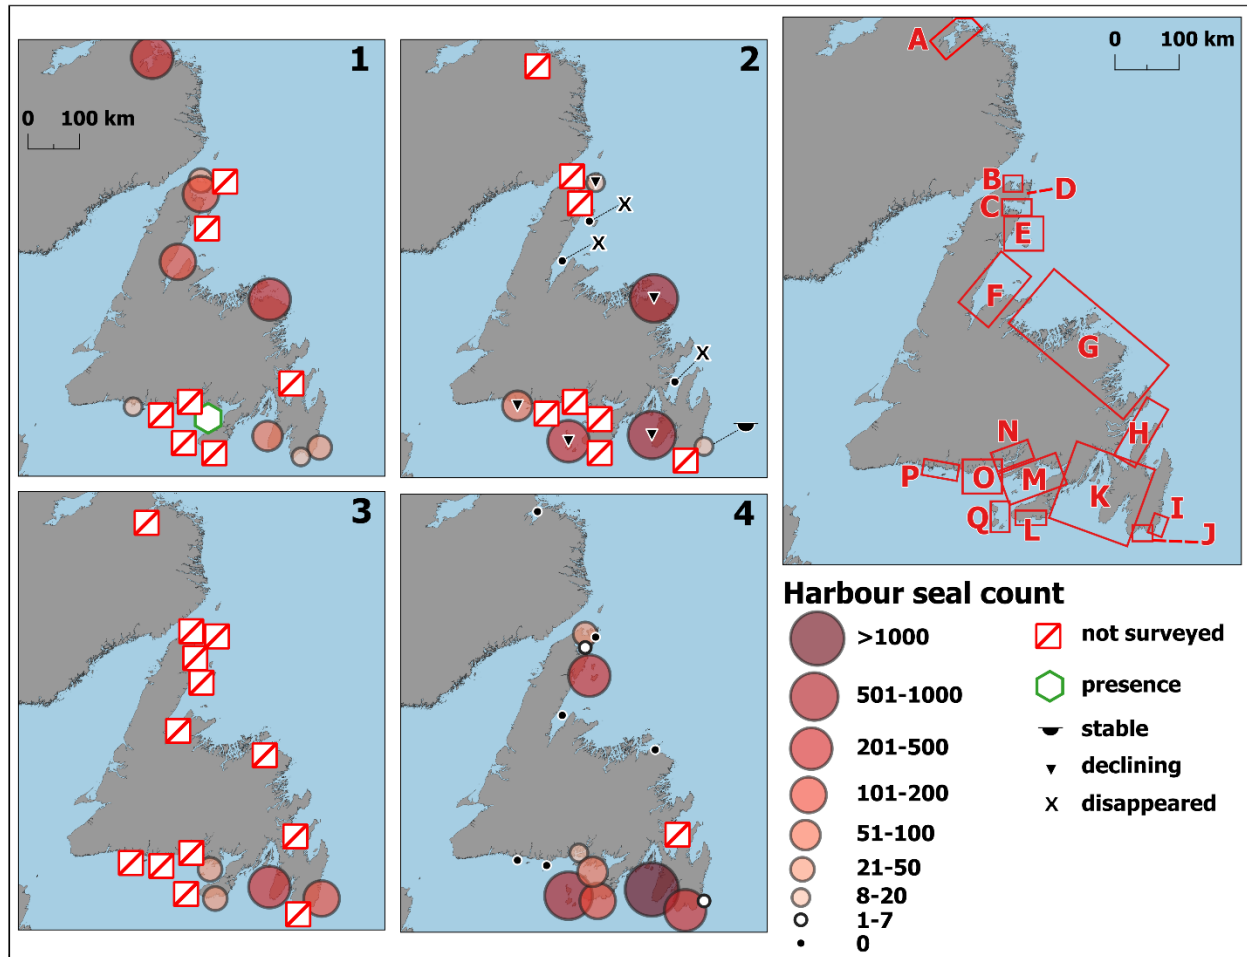 1
0 100 km
2
X
X
X
3
4
0 100 km
A
B
D
C
E
F
G
H
N
P
O
M
K
I
Q
L
J
Harbour seal count
>1000
501-1000
201-500
101-200
51-100
21-50
8-20
1-7
0
not surveyed
presence
stable
declining
X disappeared